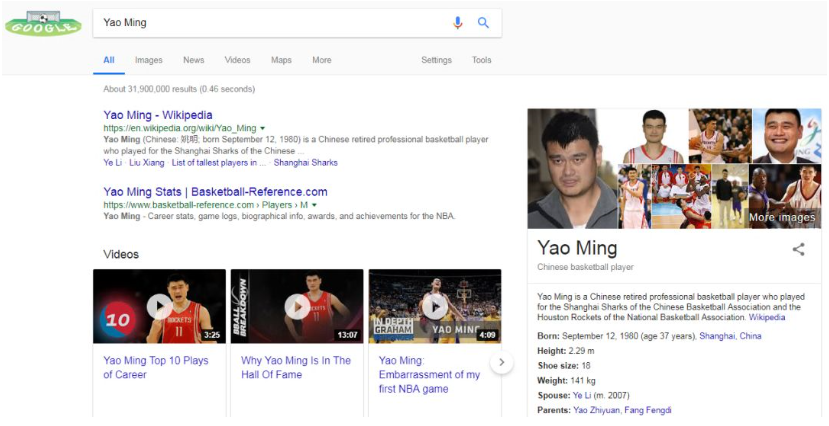 GOOGLE
Yao Ming
All Images News Videos Maps More Settings Tools
About 31,900,000 results (0.46 seconds)
Yao Ming - Wikipedia
https://en.wikipedia.org/wiki/Yao_Ming
Yao Ming (Chinese: 姚明; born September 12, 1980) is a Chinese retired professional basketball player
who played for the Shanghai Sharks of the Chinese ...
Ye Li · Liu Xiang · List of tallest players in ... · Shanghai Sharks
Yao Ming Stats | Basketball-Reference.com
https://www.basketball-reference.com › Players › M
Yao Ming - Career stats, game logs, biographical info, awards, and achievements for the NBA.
Videos
10
ROCKETS
11
3:25
BALL BREAKDOWN
11
13:07
IN DEPTH
GRAHAM
YAO MING
4:09
Yao Ming Top 10 Plays
of Career
Why Yao Ming Is In The
Hall Of Fame
Yao Ming:
Embarrassment of my
first NBA game
More images
Yao Ming
Chinese basketball player
Yao Ming is a Chinese retired professional basketball player who played
for the Shanghai Sharks of the Chinese Basketball Association and the
Houston Rockets of the National Basketball Association. Wikipedia
Born: September 12, 1980 (age 37 years), Shanghai, China
Height: 2.29 m
Shoe size: 18
Weight: 141 kg
Spouse: Ye Li (m. 2007)
Parents: Yao Zhiyuan, Fang Fengdi